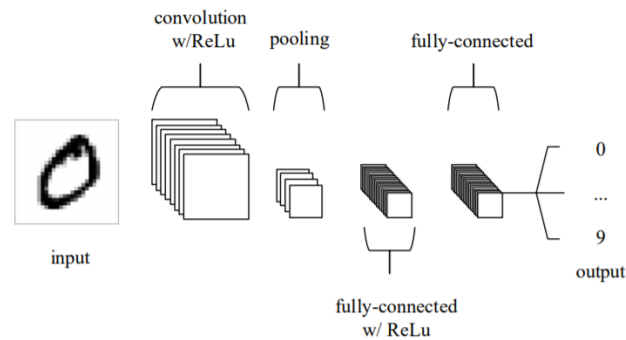 convolution
w/ReLu
pooling
fully-connected
input
fully-connected
w/ ReLu
0
...
9
output